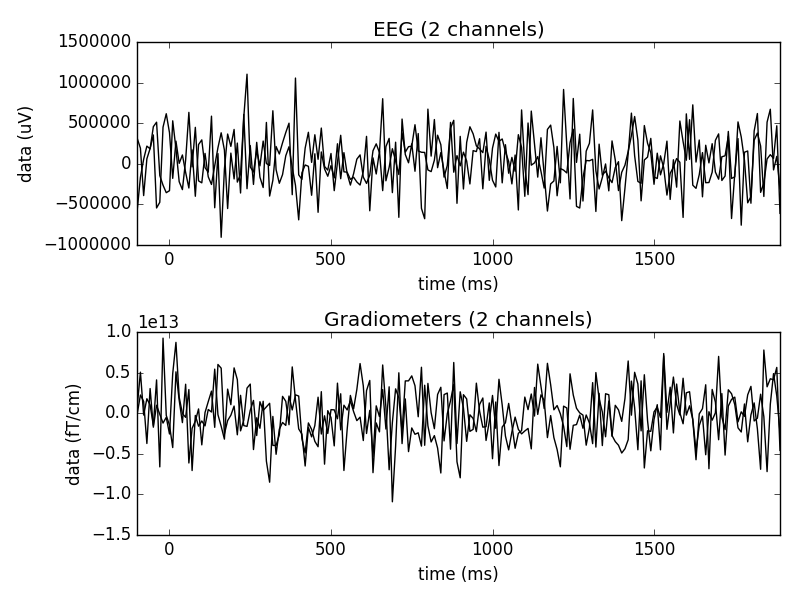 EEG (2 channels)
1500000
1000000
500000
0
−500000
−1000000
data (uV)
0 500 1000 1500
time (ms)
Gradiometers (2 channels)
1e13
1.0
0.5
0.0
−0.5
−1.0
−1.5
data (fT/cm)
0 500 1000 1500
time (ms)